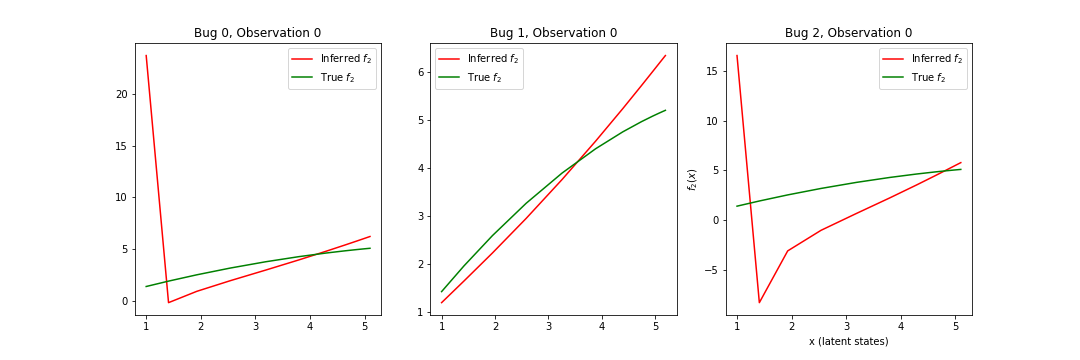 Bug 0, Observation 0
Inferred f₂
True f₂
20
15
10
5
0
1
2
3
4
5
Bug 1, Observation 0
Inferred f₂
True f₂
6
5
4
3
2
1
1
2
3
4
5
Bug 2, Observation 0
Inferred f₂
True f₂
f₂(x)
15
10
5
0
−5
1
2
3
4
5
x (latent states)